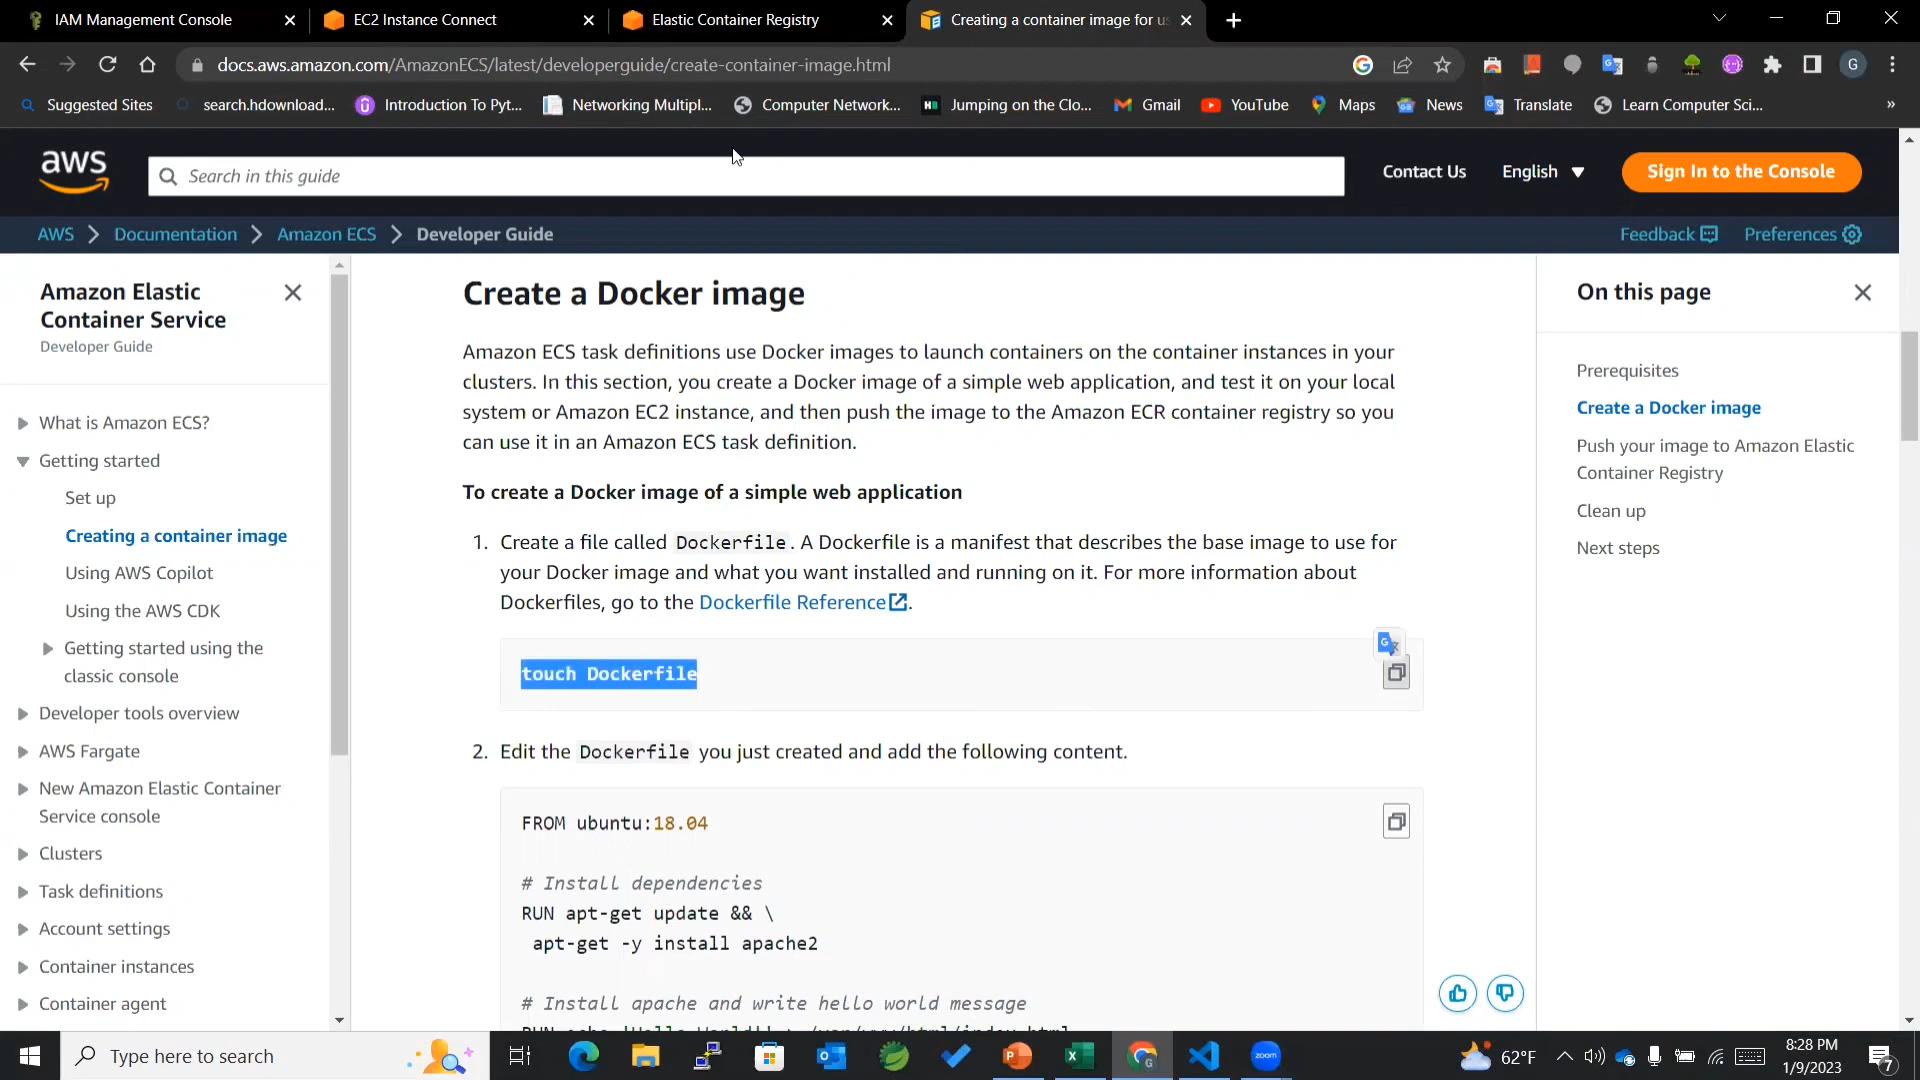 IAM Management Console
EC2 Instance Connect
Elastic Container Registry
Creating a container image for us
docs.aws.amazon.com/AmazonECS/latest/developerguide/create-container-image.html
G
Suggested Sites
search.hdownload...
Introduction To Pyt...
Networking Multipl...
Computer Network...
Jumping on the Clo...
Gmail
YouTube
Maps
News
Translate
Learn Computer Sci...
»
aws
Search in this guide
Contact Us
English
Sign In to the Console
AWS
Documentation
Amazon ECS
Developer Guide
Feedback
Preferences
Amazon Elastic
Container Service
Developer Guide
What is Amazon ECS?
Getting started
Set up
Creating a container image
Using AWS Copilot
Using the AWS CDK
Getting started using the
classic console
Developer tools overview
AWS Fargate
New Amazon Elastic Container
Service console
Clusters
Task definitions
Account settings
Container instances
Container agent
Create a Docker image
Amazon ECS task definitions use Docker images to launch containers on the container instances in your
clusters. In this section, you create a Docker image of a simple web application, and test it on your local
system or Amazon EC2 instance, and then push the image to the Amazon ECR container registry so you
can use it in an Amazon ECS task definition.
To create a Docker image of a simple web application
1. Create a file called Dockerfile. A Dockerfile is a manifest that describes the base image to use for
your Docker image and what you want installed and running on it. For more information about
Dockerfiles, go to the Dockerfile Reference.
touch Dockerfile
2. Edit the Dockerfile you just created and add the following content.
FROM ubuntu:18.04
# Install dependencies
RUN apt-get update && \
apt-get -y install apache2
# Install apache and write hello world message
RUN echo 'Hello World!' > /var/www/html/index.html
On this page
Prerequisites
Create a Docker image
Push your image to Amazon Elastic
Container Registry
Clean up
Next steps
Type here to search
zoom
62°F
8:28 PM
1/9/2023
7